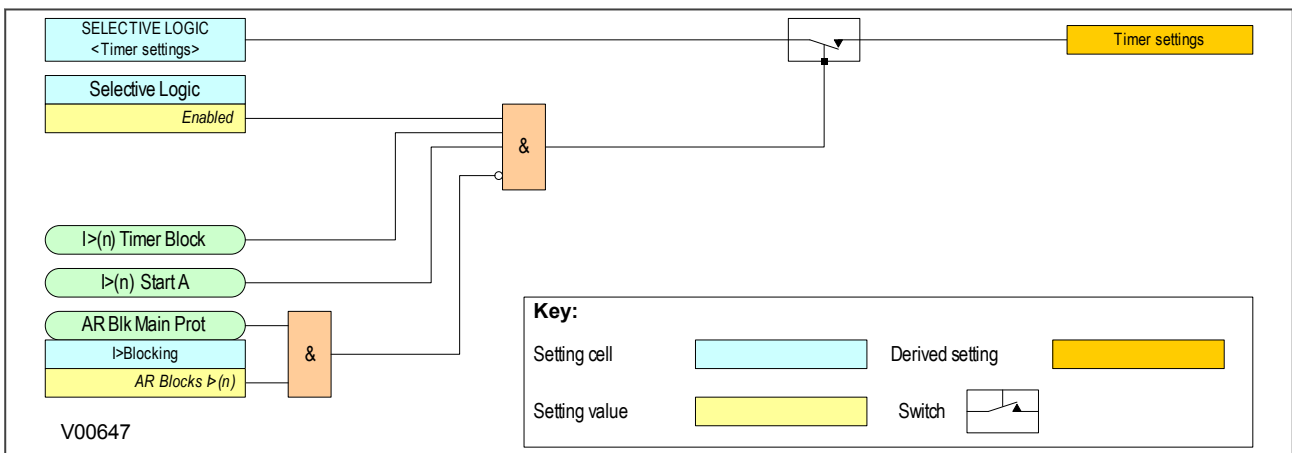 SELECTIVE LOGIC
<Timer settings>
Timer settings
Selective Logic
Enabled
&
I>(n) Timer Block
I>(n) Start A
AR Blk Main Prot
I>Blocking
&
AR Blocks I>(n)
Key:
Setting cell
Derived setting
Setting value
Switch
V00647